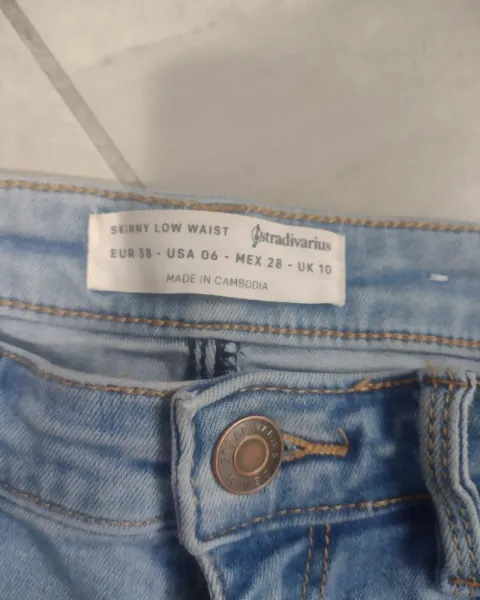 SKINNY LOW WAIST stradivarius
EUR 38 - USA 06 - MEX 28 - UK 10
MADE IN CAMBODIA